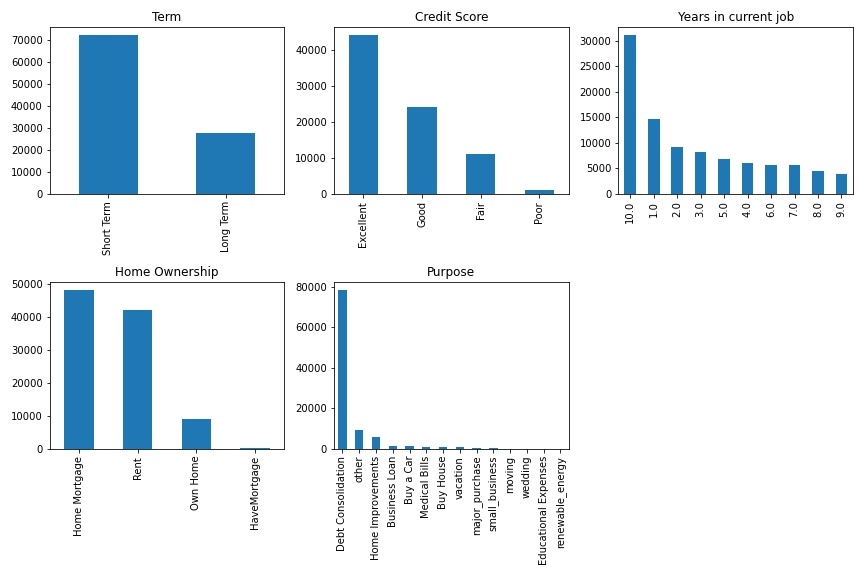 Term
70000
60000
50000
40000
30000
20000
10000
0
Short Term
Long Term
Credit Score
40000
30000
20000
10000
0
Excellent
Good
Fair
Poor
Years in current job
30000
25000
20000
15000
10000
5000
0
10.0
1.0
2.0
3.0
5.0
4.0
6.0
7.0
8.0
9.0
Home Ownership
50000
40000
30000
20000
10000
0
Home Mortgage
Rent
Own Home
HaveMortgage
Purpose
80000
60000
40000
20000
0
Debt Consolidation
other
Home Improvements
Business Loan
Buy a Car
Medical Bills
Buy House
vacation
major_purchase
small_business
moving
wedding
Educational Expenses
renewable_energy